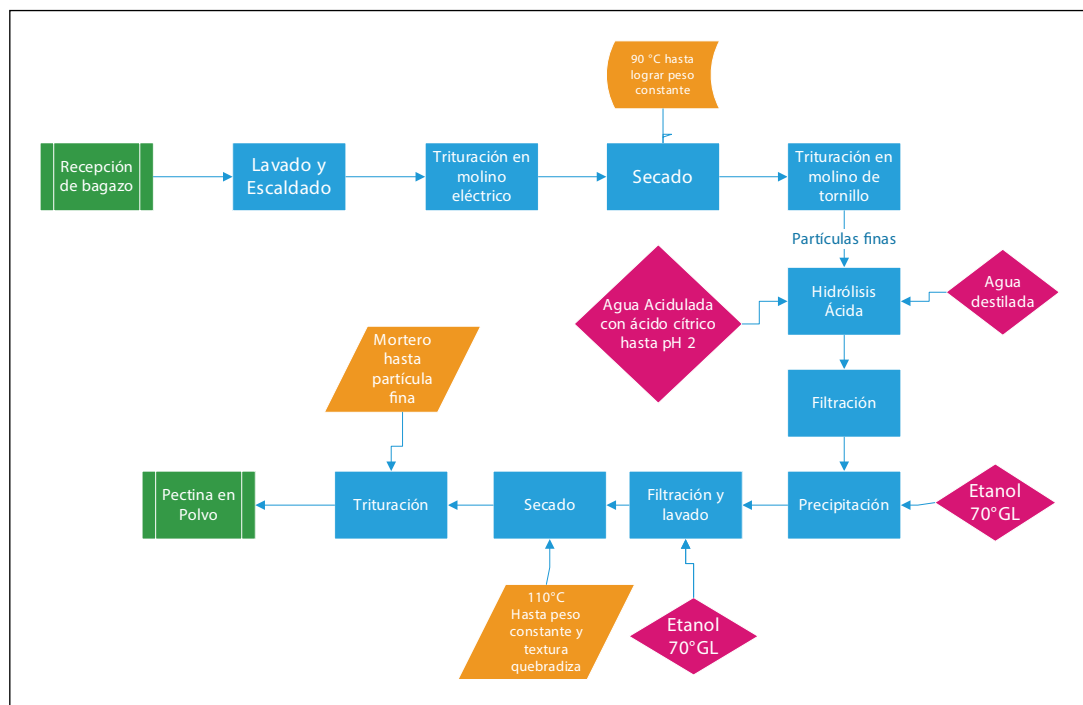 90 °C hasta
lograr peso
constante
Recepción
de bagazo
Lavado y
Escaldado
Trituración en
molino
eléctrico
Secado
Trituración en
molino de
tornillo
Partículas finas
Agua Acidulada
con ácido cítrico
hasta pH 2
Hidrólisis
Ácida
Agua
destilada
Mortero
hasta
partícula
fina
Filtración
Pectina en
Polvo
Trituración
Secado
Filtración y
lavado
Precipitación
Etanol
70°GL
110°C
Hasta peso
constante y
textura
quebradiza
Etanol
70°GL